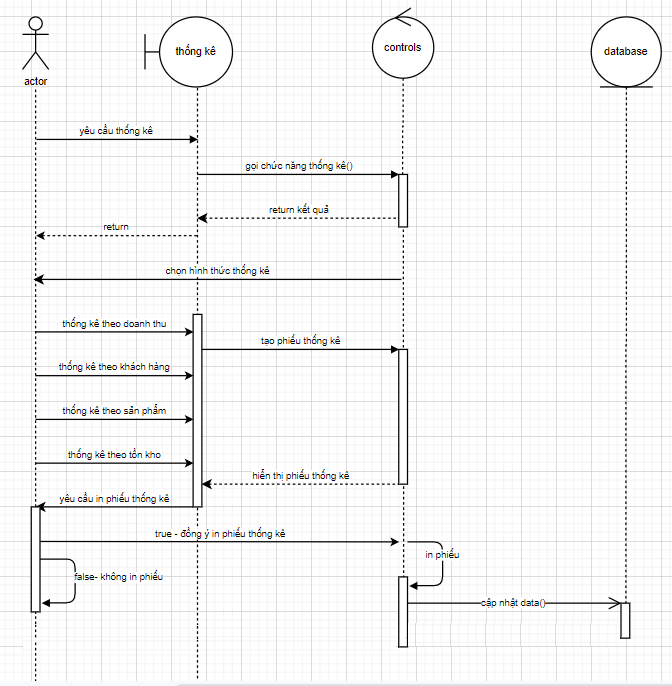 thống kê
controls
database
actor
yêu cầu thống kê
gọi chức năng thống kê()
return kết quả
return
chọn hình thức thống kê
thống kê theo doanh thu
tạo phiếu thống kê
thống kê theo khách hàng
thống kê theo sản phẩm
thống kê theo tồn kho
hiển thị phiếu thống kê
yêu cầu in phiếu thống kê
true - đồng ý in phiếu thống kê
in phiếu
false- không in phiếu
cập nhật data()